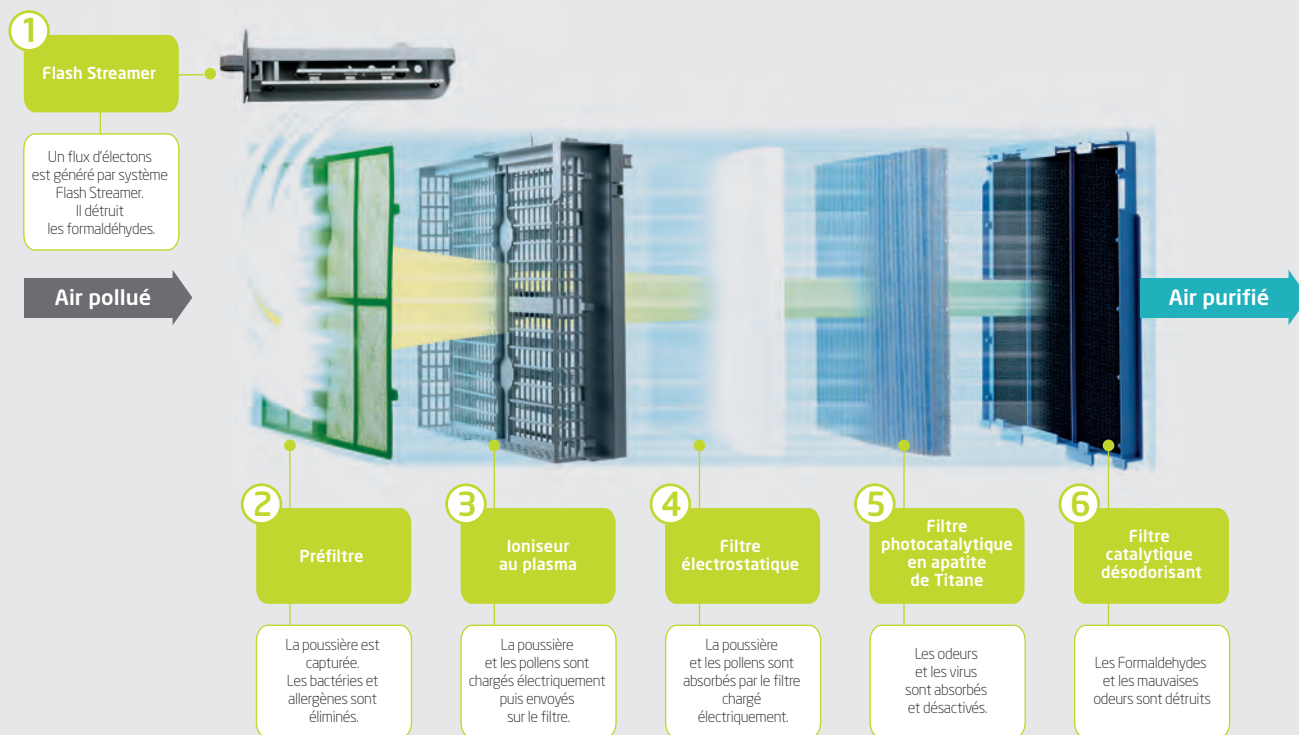 1
Flash Streamer
Un flux d'électons
est généré par système
Flash Streamer.
Il détruit
les formaldéhydes.
Air pollué
Air purifié
2
Préfiltre
La poussière est
capturée.
Les bactéries et
allergènes sont
éliminés.
3
Ioniseur
au plasma
La poussière
et les pollens sont
chargés électriquement
puis envoyés
sur le filtre.
4
Filtre
électrostatique
La poussière
et les pollens sont
absorbés par le filtre
chargé
électriquement.
5
Filtre
photocatalytique
en apatite
de Titane
Les odeurs
et les virus
sont absorbés
et désactivés.
6
Filtre
catalytique
désodorisant
Les Formaldehydes
et les mauvaises
odeurs sont détruits